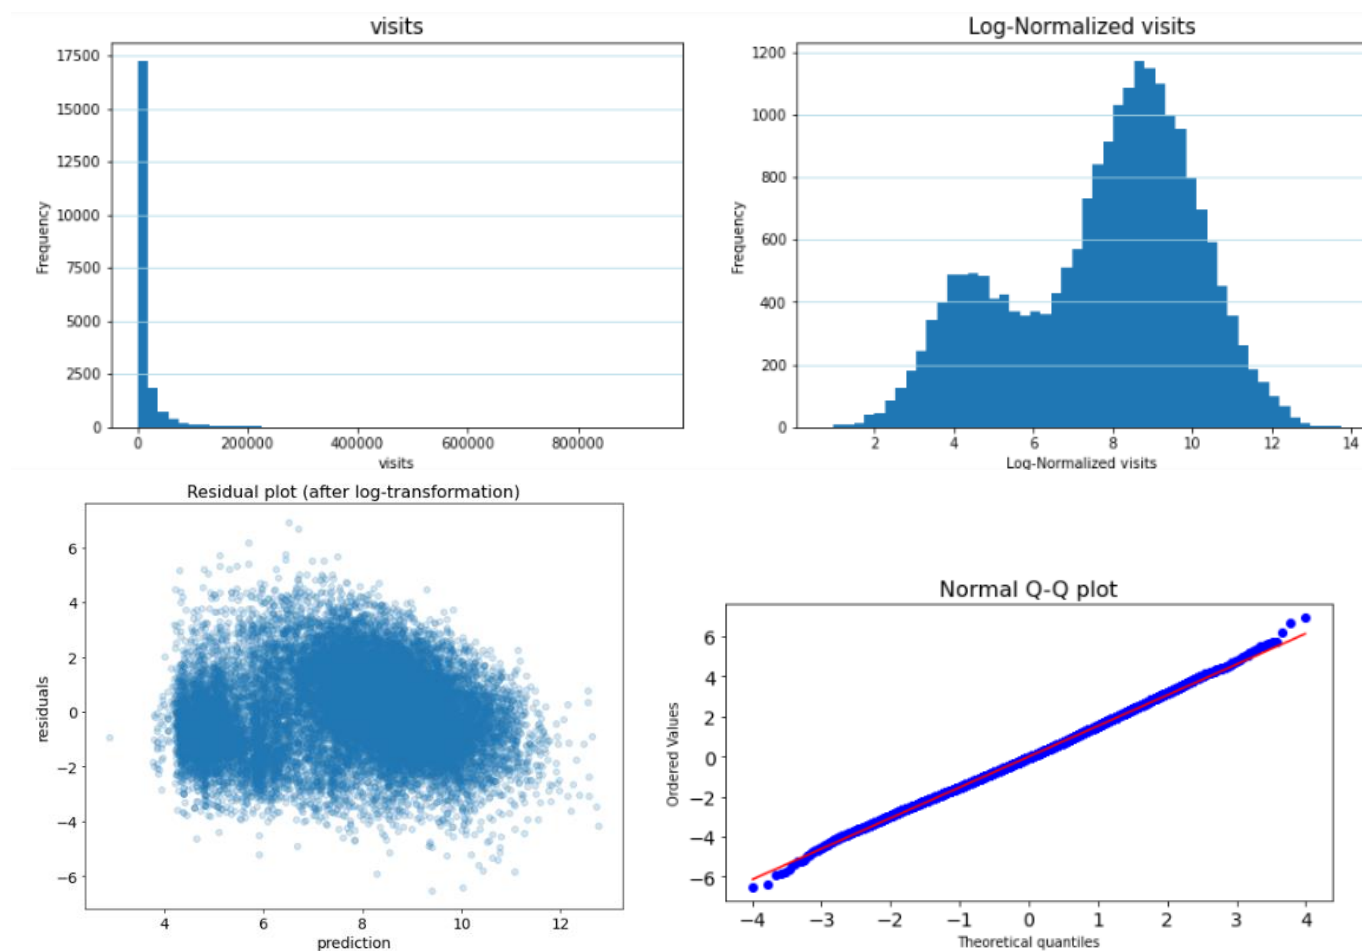 visits
17500
15000
12500
10000
7500
5000
2500
0
Frequency
0 200000 400000 600000 800000
visits
Log-Normalized visits
1200
1000
800
600
400
200
0
Frequency
2 4 6 8 10 12 14
Log-Normalized visits
Residual plot (after log-transformation)
6
4
2
0
−2
−4
−6
residuals
4 6 8 10 12
prediction
Normal Q-Q plot
6
4
2
0
−2
−4
−6
Ordered Values
−4 −3 −2 −1 0 1 2 3 4
Theoretical quantiles